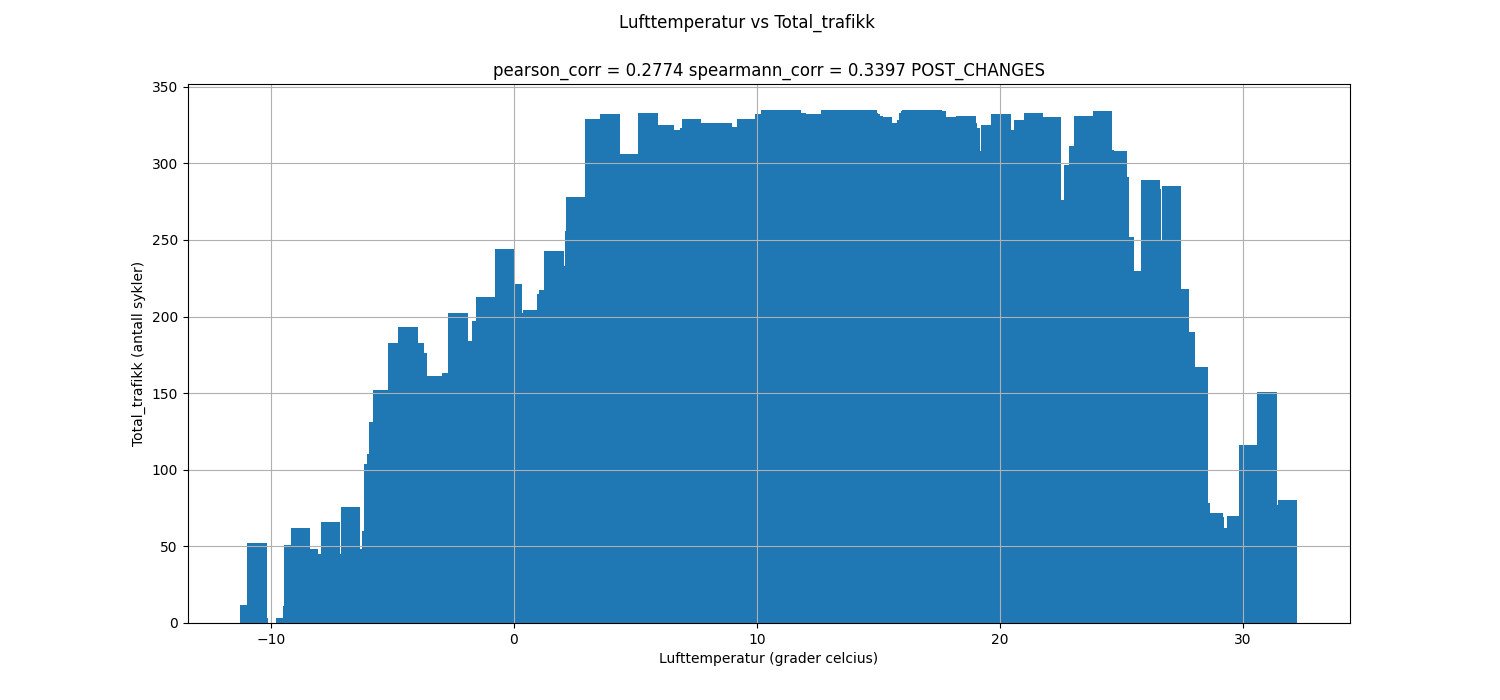 Lufttemperatur vs Total_trafikk
pearson_corr = 0.2774 spearmann_corr = 0.3397 POST_CHANGES
350
300
250
200
150
100
50
0
Total_trafikk (antall sykler)
−10 0 10 20 30
Lufttemperatur (grader celcius)